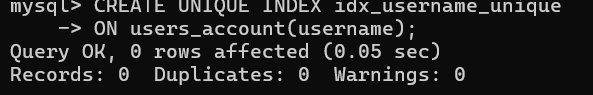 mysql> CREATE UNIQUE INDEX idx_username_unique
    -> ON users_account(username);
Query OK, 0 rows affected (0.05 sec)
Records: 0  Duplicates: 0  Warnings: 0